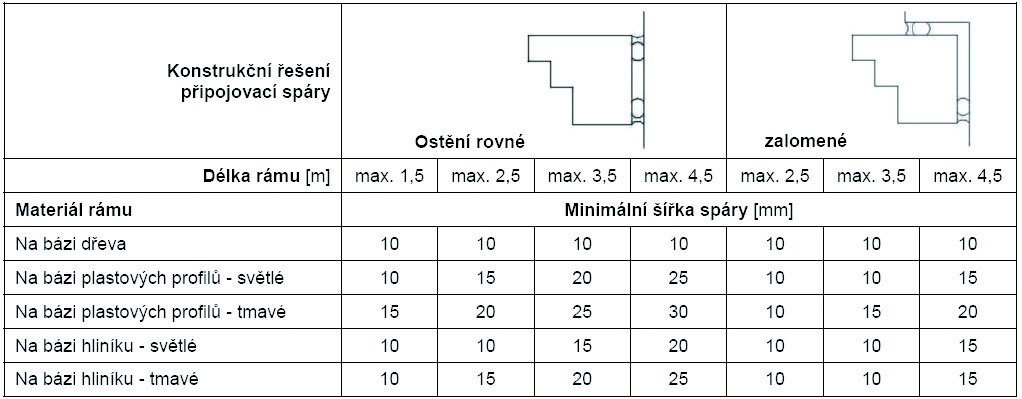 Konstrukční řešení
připojovací spáry
Ostění rovné
zalomené
Délka rámu [m] max. 1,5 max. 2,5 max. 3,5 max. 4,5 max. 2,5 max. 3,5 max. 4,5
Materiál rámu Minimální šířka spáry [mm]
Na bázi dřeva 10 10 10 10 10 10 10
Na bázi plastových profilů - světlé 10 15 20 25 10 10 15
Na bázi plastových profilů - tmavé 15 20 25 30 10 15 20
Na bázi hliníku - světlé 10 10 15 20 10 10 15
Na bázi hliníku - tmavé 10 15 20 25 10 10 15